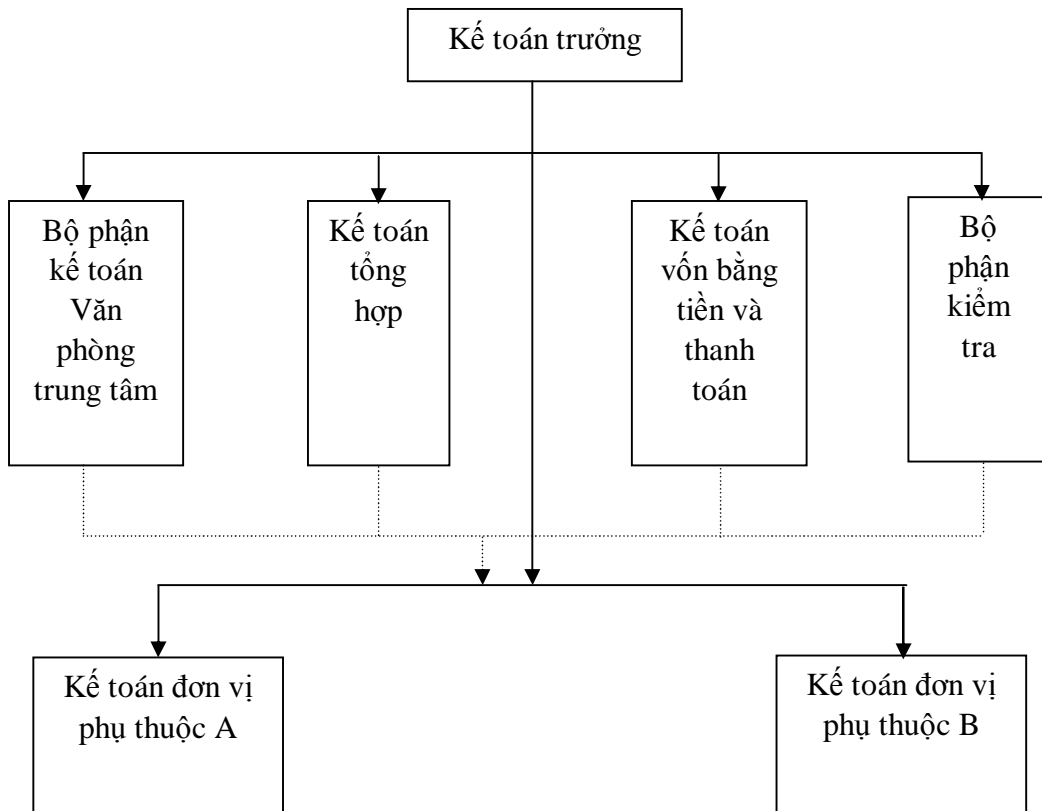 Kế toán trưởng
Bộ phận
kế toán
Văn
phòng
trung tâm
Kế toán
tổng
hợp
Kế toán
vốn bằng
tiền và
thanh
toán
Bộ
phận
kiểm
tra
Kế toán đơn vị
phụ thuộc A
Kế toán đơn vị
phụ thuộc B